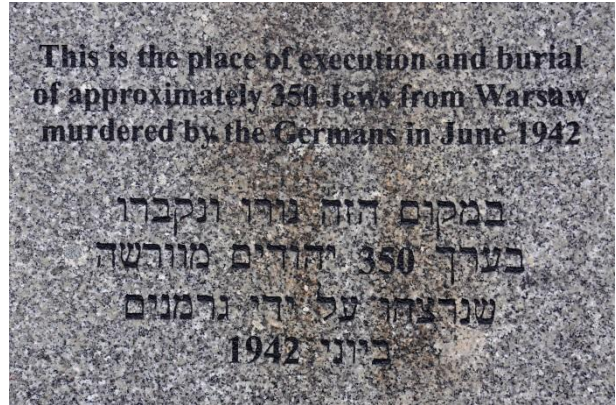 This is the place of execution and burial
of approximately 350 Jews from Warsaw
murdered by the Germans in June 1942
במקום הזה נורו ונקברו
בערך 350 יהודים מוורשה
שנרצחו על ידי גרמנים
ביוני 1942